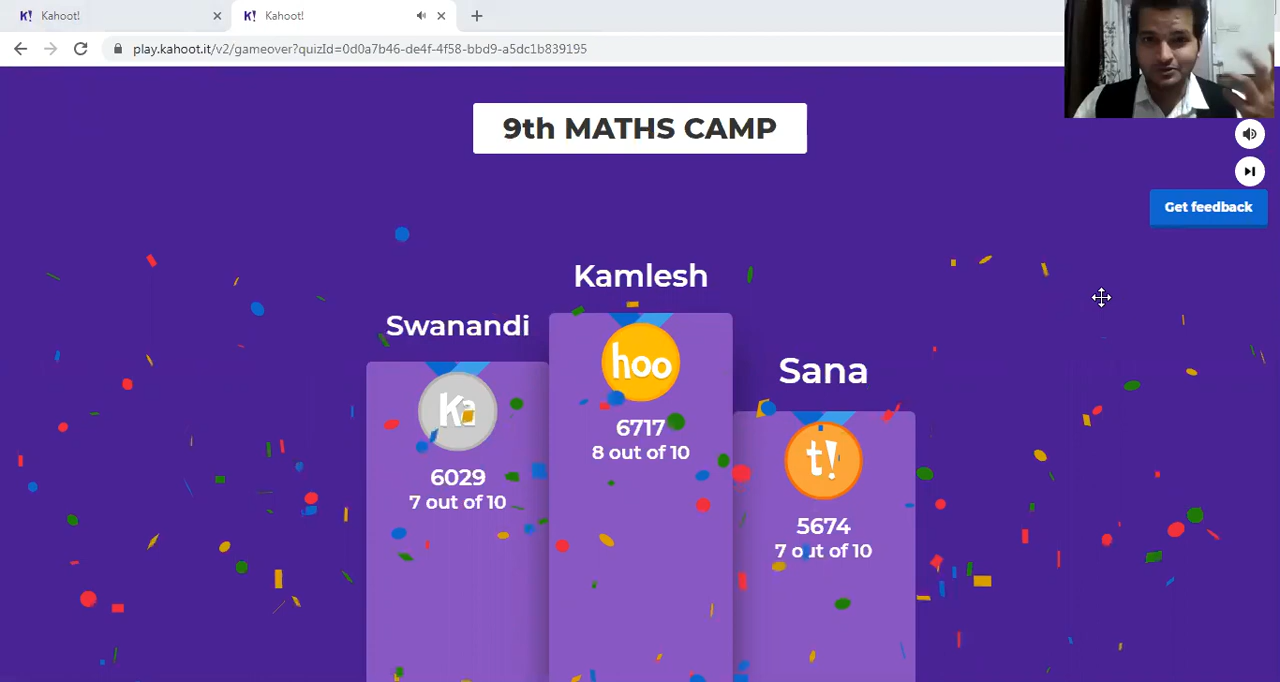 K! Kahoot!
K! Kahoot!
play.kahoot.it/v2/gameover?quizId=0d0a7b46-de4f-4f58-bbd9-a5dc1b839195
9th MATHS CAMP
Get feedback
Kamlesh
hoo
6717
8 out of 10
Swanandi
Ka
6029
7 out of 10
Sana
t!
5674
7 out of 10